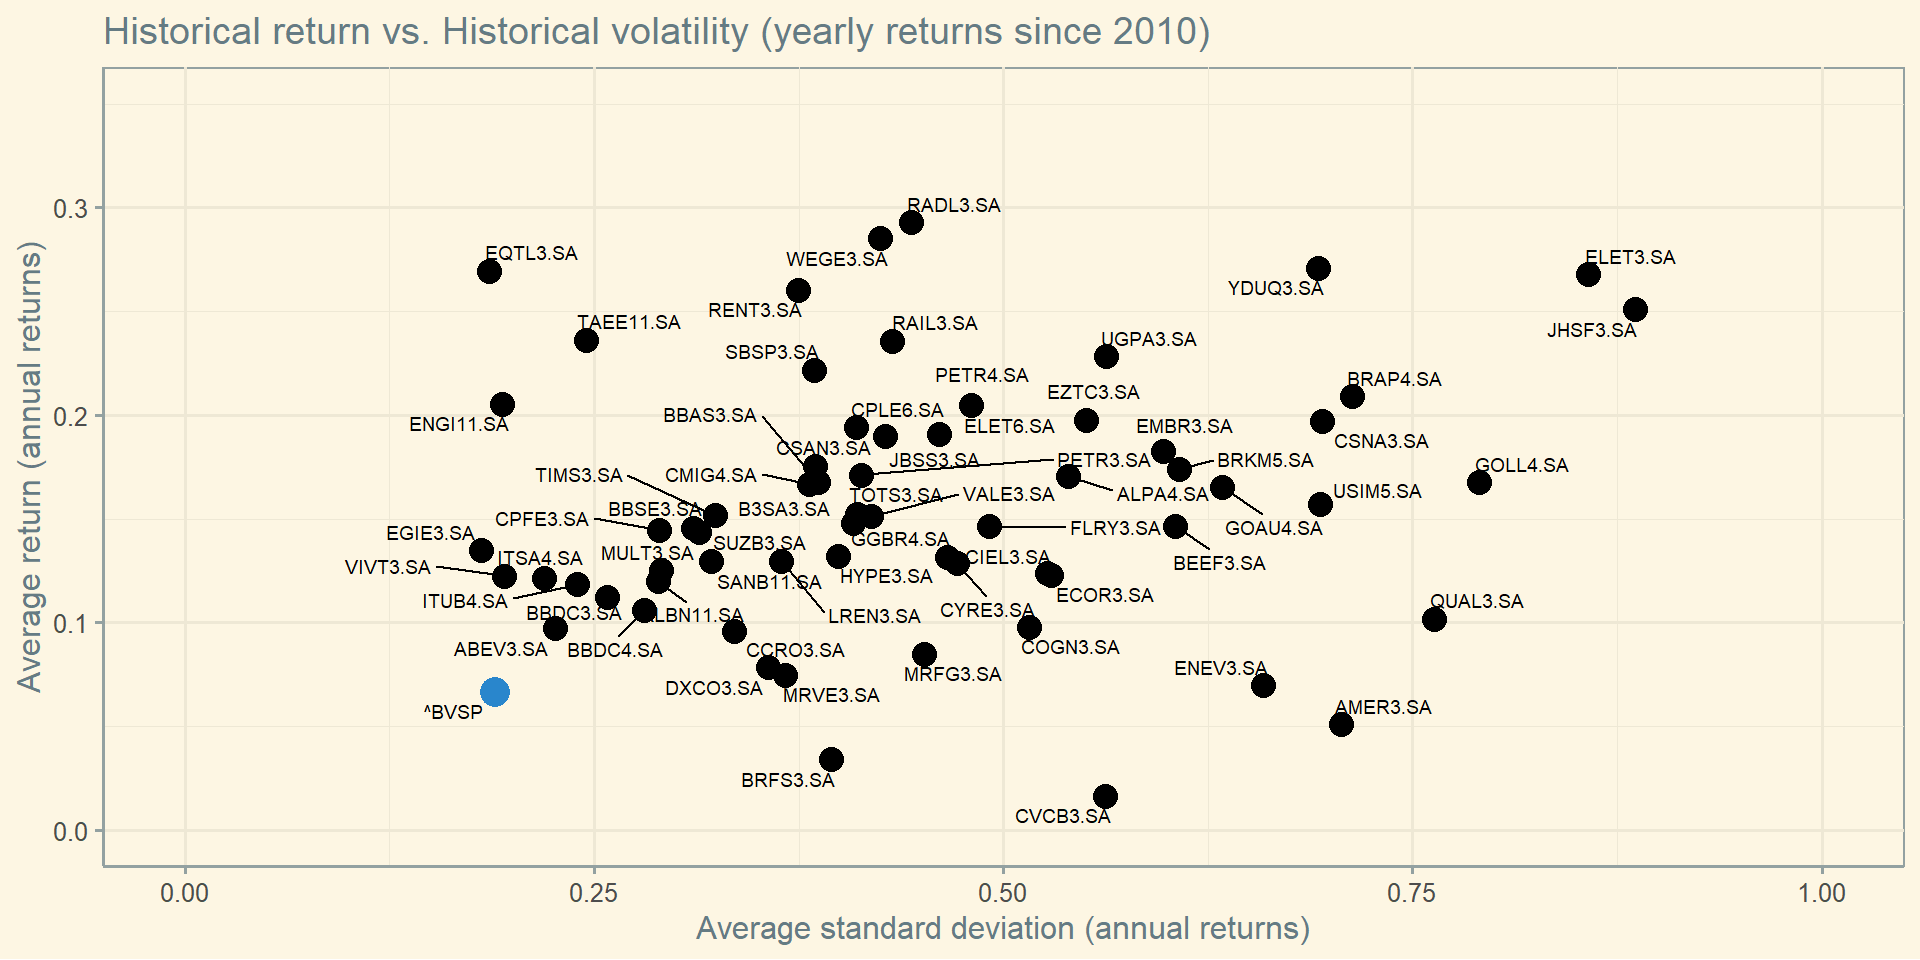 Historical return vs. Historical volatility (yearly returns since 2010)
Average return (annual returns)
0.3
0.2
0.1
0.0
RADL3.SA
EQTL3.SA
WEGE3.SA
ELET3.SA
YDUQ3.SA
RENT3.SA
TAEE11.SA
RAIL3.SA
JHSF3.SA
SBSP3.SA
UGPA3.SA
PETR4.SA
BRAP4.SA
EZTC3.SA
BBAS3.SA
CPLE6.SA
ENGI11.SA
ELET6.SA
EMBR3.SA
CSNA3.SA
CSAN3.SA
JBSS3.SA
PETR3.SA
BRKM5.SA
GOLL4.SA
TIMS3.SA
CMIG4.SA
TOTS3.SA
VALE3.SA
ALPA4.SA
USIM5.SA
BBSE3.SA
B3SA3.SA
CPFE3.SA
FLRY3.SA
GOAU4.SA
EGIE3.SA
GGBR4.SA
SUZB3.SA
MULT3.SA
ITSA4.SA
CIEL3.SA
BEEF3.SA
VIVT3.SA
HYPE3.SA
SANB11.SA
ECOR3.SA
ITUB4.SA
QUAL3.SA
BBDC3.SA
LBN11.SA
LREN3.SA
CYRE3.SA
ABEV3.SA
BBDC4.SA
CCRO3.SA
COGN3.SA
ENEV3.SA
MRFG3.SA
DXCO3.SA
MRVE3.SA
^BVSP
AMER3.SA
BRFS3.SA
CVCB3.SA
0.00
0.25
0.50
0.75
1.00
Average standard deviation (annual returns)